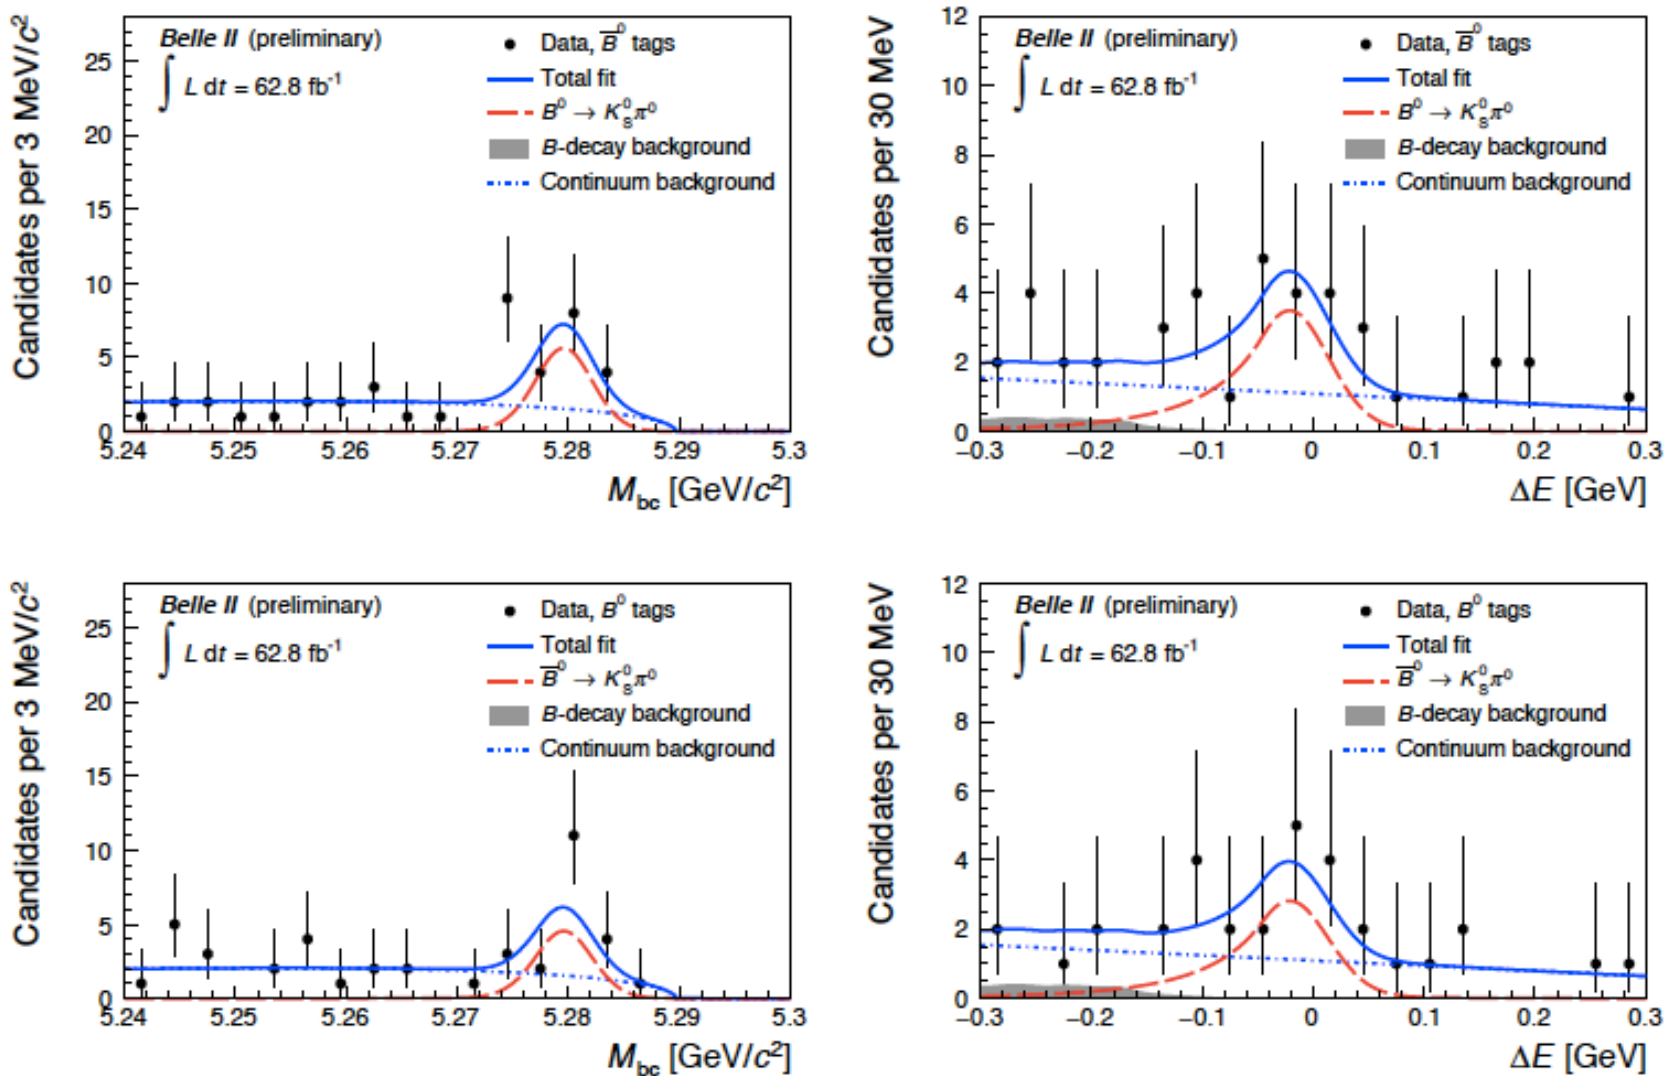 Candidates per 3 MeV/c²
Belle II (preliminary)
∫ L dt = 62.8 fb⁻¹
Data, B̅⁰ tags
Total fit
B⁰ → K_S⁰π⁰
B-decay background
Continuum background
25
20
15
10
5
0
5.24 5.25 5.26 5.27 5.28 5.29 5.3
M_bc [GeV/c²]
Candidates per 30 MeV
Belle II (preliminary)
∫ L dt = 62.8 fb⁻¹
Data, B̅⁰ tags
Total fit
B⁰ → K_S⁰π⁰
B-decay background
Continuum background
12
10
8
6
4
2
0
−0.3 −0.2 −0.1 0 0.1 0.2 0.3
ΔE [GeV]
Candidates per 3 MeV/c²
Belle II (preliminary)
∫ L dt = 62.8 fb⁻¹
Data, B⁰ tags
Total fit
B̅⁰ → K_S⁰π⁰
B-decay background
Continuum background
25
20
15
10
5
0
5.24 5.25 5.26 5.27 5.28 5.29 5.3
M_bc [GeV/c²]
Candidates per 30 MeV
Belle II (preliminary)
∫ L dt = 62.8 fb⁻¹
Data, B⁰ tags
Total fit
B̅⁰ → K_S⁰π⁰
B-decay background
Continuum background
12
10
8
6
4
2
0
−0.3 −0.2 −0.1 0 0.1 0.2 0.3
ΔE [GeV]